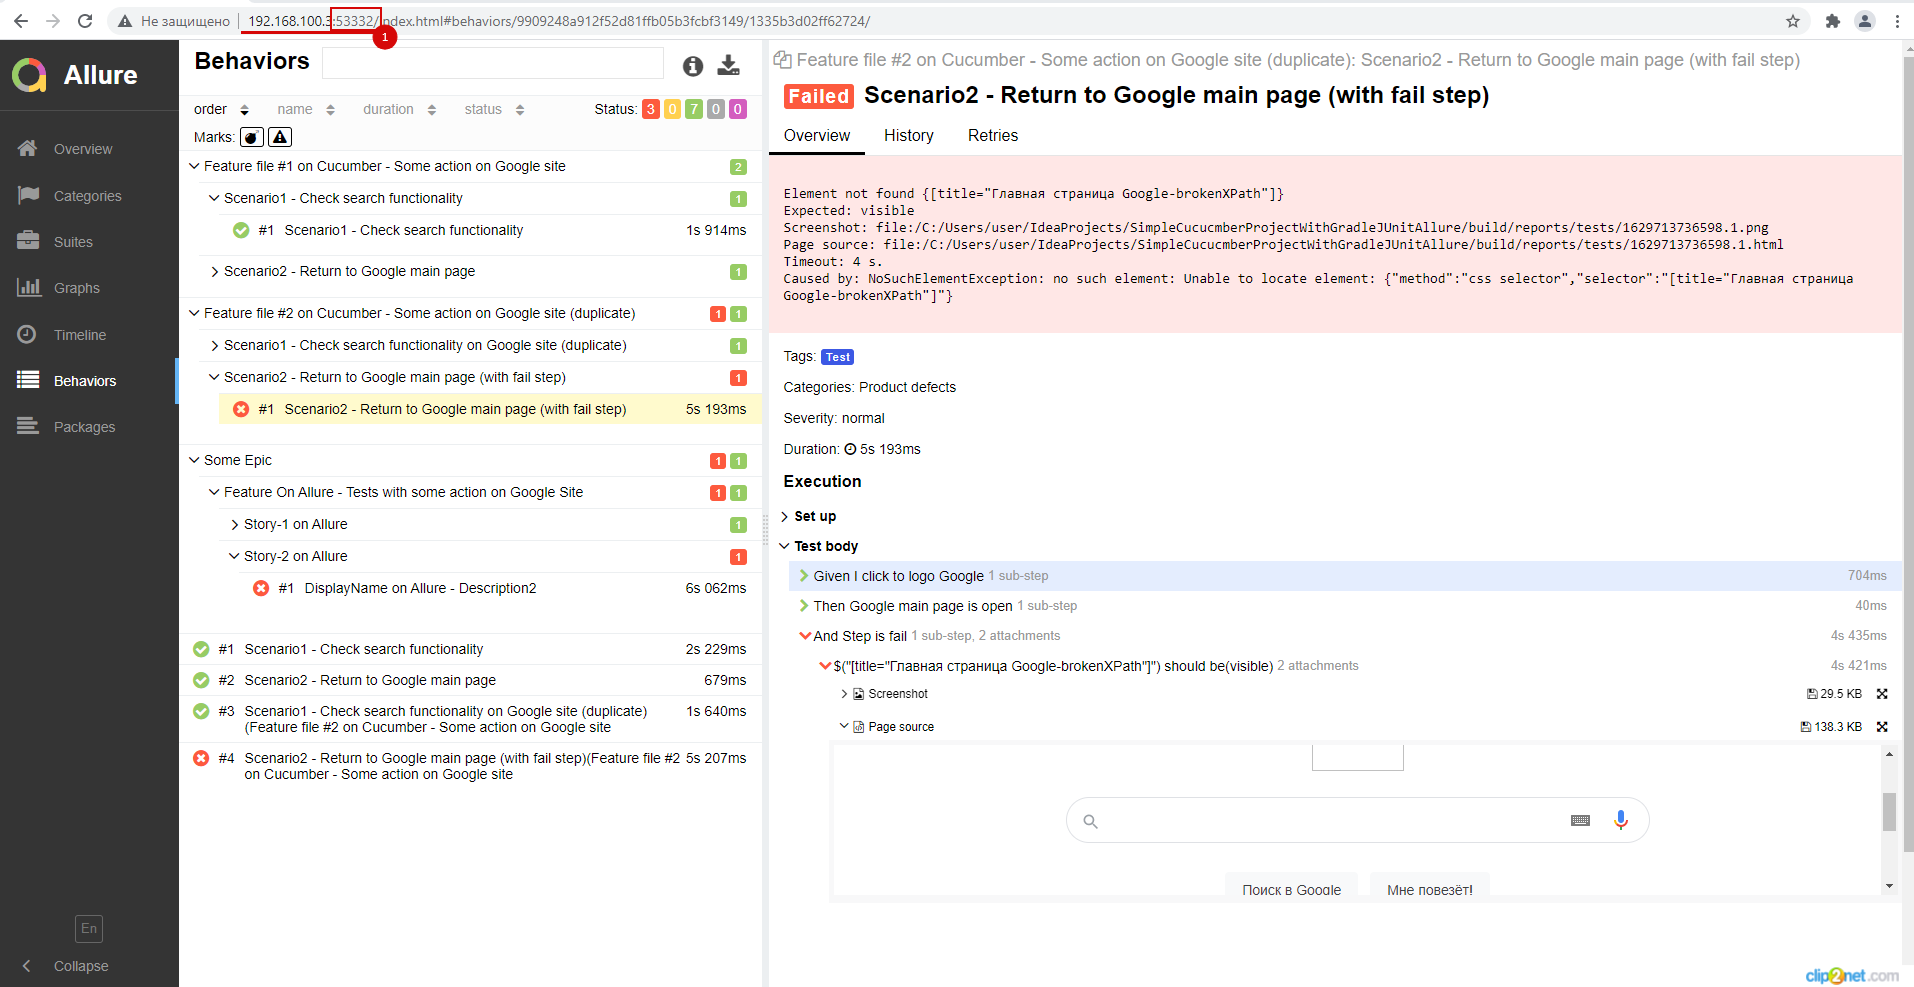 Не защищено 192.168.100.3:53332/index.html#behaviors/9909248a912f52d81ffb05b3fcbf3149/1335b3d02ff62724/
1
Allure
Overview
Categories
Suites
Graphs
Timeline
Behaviors
Packages
En
Collapse
Behaviors
order name duration status Status: 3 0 7 0 0
Marks:
Feature file #1 on Cucumber - Some action on Google site 2
Scenario1 - Check search functionality 1
#1 Scenario1 - Check search functionality 1s 914ms
Scenario2 - Return to Google main page 1
Feature file #2 on Cucumber - Some action on Google site (duplicate) 1 1
Scenario1 - Check search functionality on Google site (duplicate) 1
Scenario2 - Return to Google main page (with fail step) 1
#1 Scenario2 - Return to Google main page (with fail step) 5s 193ms
Some Epic 1 1
Feature On Allure - Tests with some action on Google Site 1 1
Story-1 on Allure 1
Story-2 on Allure 1
#1 DisplayName on Allure - Description2 6s 062ms
#1 Scenario1 - Check search functionality 2s 229ms
#2 Scenario2 - Return to Google main page 679ms
#3 Scenario1 - Check search functionality on Google site (duplicate) 1s 640ms
(Feature file #2 on Cucumber - Some action on Google site
#4 Scenario2 - Return to Google main page (with fail step)(Feature file #2 5s 207ms
on Cucumber - Some action on Google site
Feature file #2 on Cucumber - Some action on Google site (duplicate): Scenario2 - Return to Google main page (with fail step)
Failed Scenario2 - Return to Google main page (with fail step)
Overview History Retries
Element not found {[title="Главная страница Google-brokenXPath"]}
Expected: visible
Screenshot: file:/C:/Users/user/IdeaProjects/SimpleCucucmberProjectWithGradleJUnitAllure/build/reports/tests/1629713736598.1.png
Page source: file:/C:/Users/user/IdeaProjects/SimpleCucucmberProjectWithGradleJUnitAllure/build/reports/tests/1629713736598.1.html
Timeout: 4 s.
Caused by: NoSuchElementException: no such element: Unable to locate element: {"method":"css selector","selector":"[title="Главная страница
Google-brokenXPath"]"}
Tags: Test
Categories: Product defects
Severity: normal
Duration: 5s 193ms
Execution
Set up
Test body
Given I click to logo Google 1 sub-step 704ms
Then Google main page is open 1 sub-step 40ms
And Step is fail 1 sub-step, 2 attachments 4s 435ms
$("[title="Главная страница Google-brokenXPath"]") should be(visible) 2 attachments 4s 421ms
Screenshot 29.5 KB
Page source 138.3 KB
Поиск в Google Мне повезёт!
clip2net.com